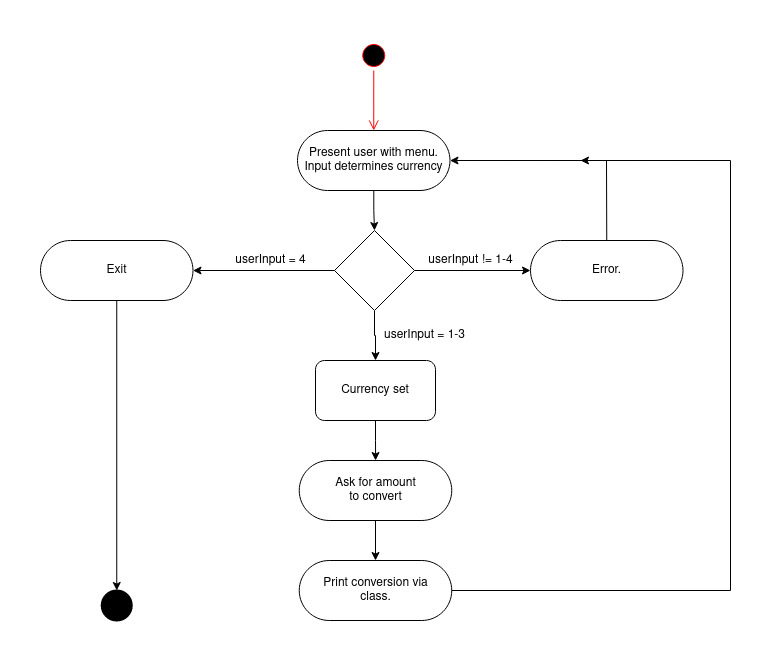 Present user with menu.
Input determines currency
userInput = 4
userInput != 1-4
Exit
Error.
userInput = 1-3
Currency set
Ask for amount
to convert
Print conversion via
class.